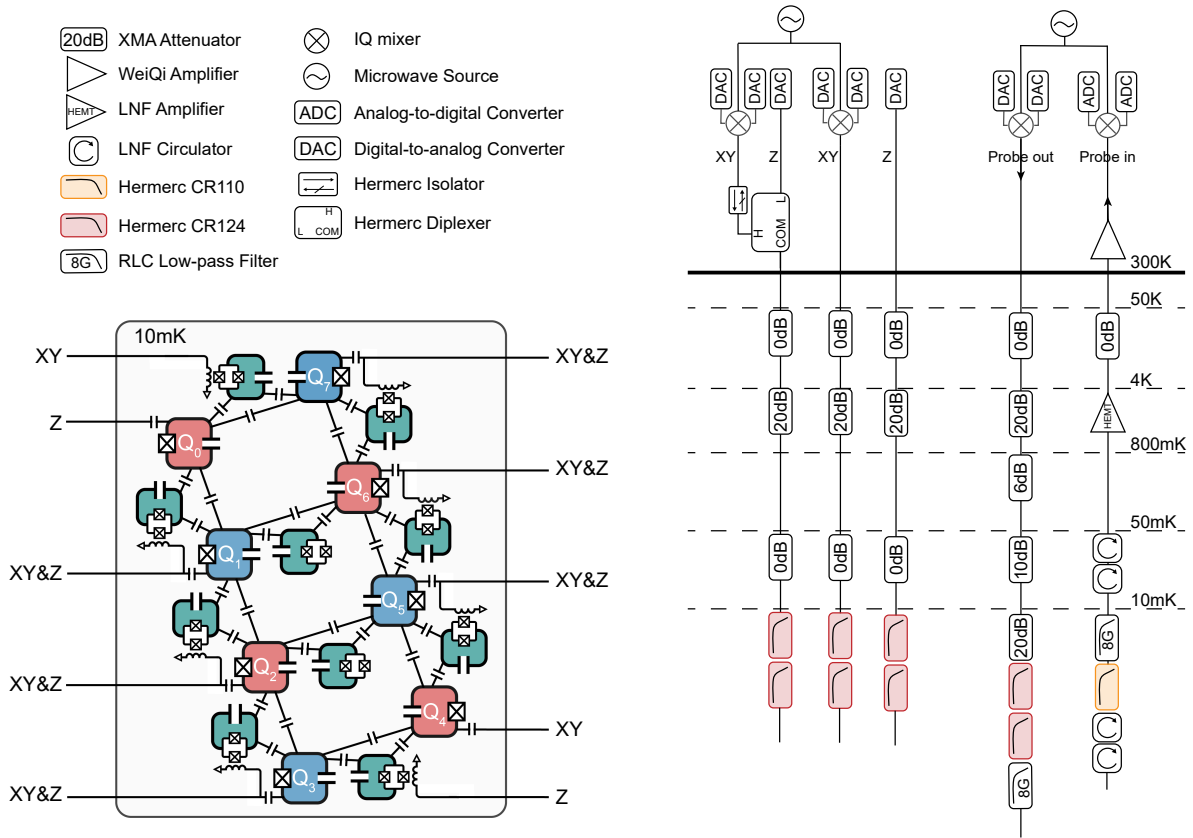 20dB XMA Attenuator
WeiQi Amplifier
HEMT LNF Amplifier
LNF Circulator
Hermerc CR110
Hermerc CR124
8G RLC Low-pass Filter
IQ mixer
Microwave Source
ADC Analog-to-digital Converter
DAC Digital-to-analog Converter
Hermerc Isolator
H L COM Hermerc Diplexer
10mK
XY
Z
XY&Z
XY&Z
XY&Z
XY&Z
XY&Z
XY&Z
XY
Z
Q7
Q0
Q6
Q1
Q5
Q2
Q4
Q3
DAC DAC DAC DAC DAC DAC DAC DAC ADC ADC
XY Z XY Z Probe out Probe in
L
H COM
300K
50K
0dB 0dB 0dB 0dB 0dB
4K
20dB 20dB 20dB 20dB HEMT
800mK
6dB
50mK
0dB 0dB 0dB 10dB
10mK
20dB 8G
8G